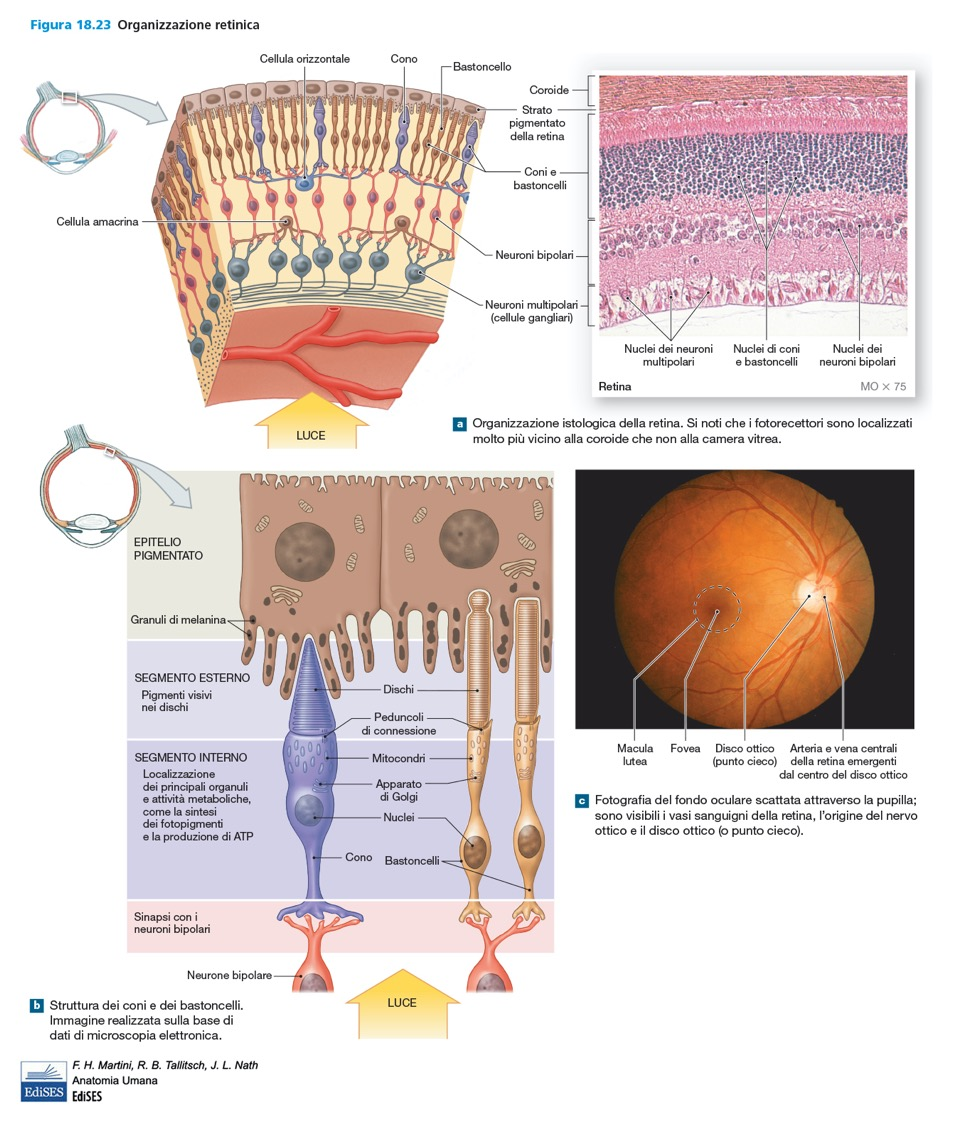 Figura 18.23 Organizzazione retinica
Cellula orizzontale
Cono
Bastoncello
Coroide
Strato
pigmentato
della retina
Coni e
bastoncelli
Cellula amacrina
Neuroni bipolari
Neuroni multipolari
(cellule gangliari)
LUCE
Nuclei dei neuroni
multipolari
Nuclei di coni
e bastoncelli
Nuclei dei
neuroni bipolari
Retina
MO × 75
a Organizzazione istologica della retina. Si noti che i fotorecettori sono localizzati
molto più vicino alla coroide che non alla camera vitrea.
EPITELIO
PIGMENTATO
Granuli di melanina
SEGMENTO ESTERNO
Pigmenti visivi
nei dischi
Dischi
Peduncoli
di connessione
SEGMENTO INTERNO
Localizzazione
dei principali organuli
e attività metaboliche,
come la sintesi
dei fotopigmenti
e la produzione di ATP
Mitocondri
Apparato
di Golgi
Nuclei
Cono
Bastoncelli
Sinapsi con i
neuroni bipolari
Neurone bipolare
LUCE
b Struttura dei coni e dei bastoncelli.
Immagine realizzata sulla base di
dati di microscopia elettronica.
Macula
lutea
Fovea
Disco ottico
(punto cieco)
Arteria e vena centrali
della retina emergenti
dal centro del disco ottico
c Fotografia del fondo oculare scattata attraverso la pupilla;
sono visibili i vasi sanguigni della retina, l'origine del nervo
ottico e il disco ottico (o punto cieco).
EdiSES
F. H. Martini, R. B. Tallitsch, J. L. Nath
Anatomia Umana
EdiSES